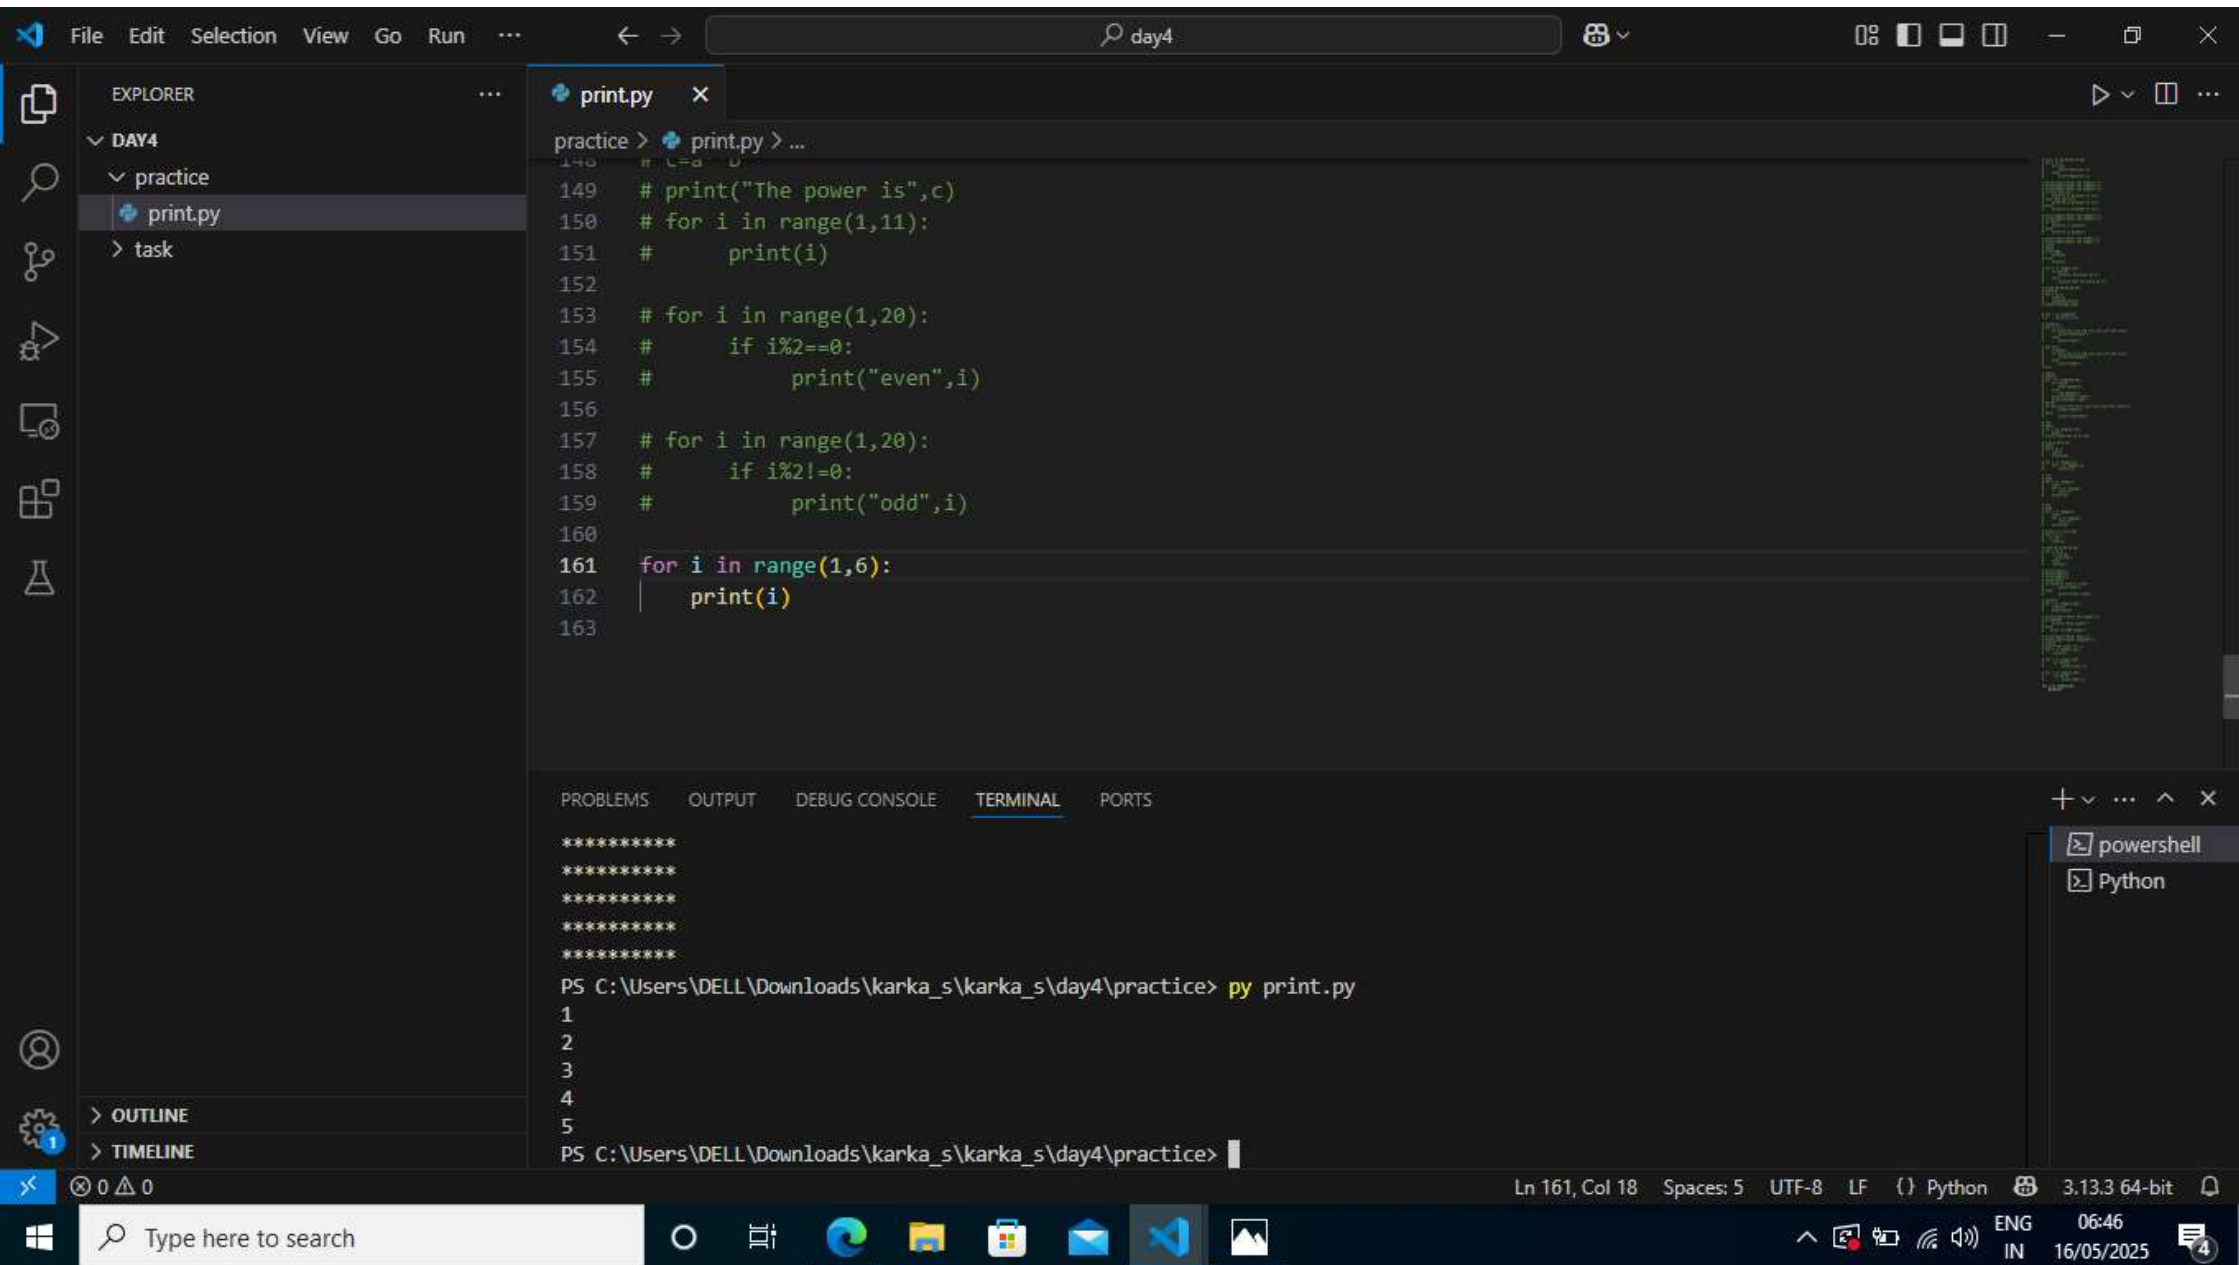 File Edit Selection View Go Run ···
day4
EXPLORER
DAY4
practice
print.py
task
OUTLINE
TIMELINE
print.py
practice > print.py > ...
149 # print("The power is",c)
150 # for i in range(1,11):
151 # print(i)
152
153 # for i in range(1,20):
154 # if i%2==0:
155 # print("even",i)
156
157 # for i in range(1,20):
158 # if i%2!=0:
159 # print("odd",i)
160
161 for i in range(1,6):
162 print(i)
163
PROBLEMS OUTPUT DEBUG CONSOLE TERMINAL PORTS
**********
**********
**********
**********
**********
PS C:\Users\DELL\Downloads\karka_s\karka_s\day4\practice> py print.py
1
2
3
4
5
PS C:\Users\DELL\Downloads\karka_s\karka_s\day4\practice>
powershell
Python
1
0 0
Ln 161, Col 18 Spaces: 5 UTF-8 LF {} Python 3.13.3 64-bit
Type here to search
ENG
IN
06:46
16/05/2025
4